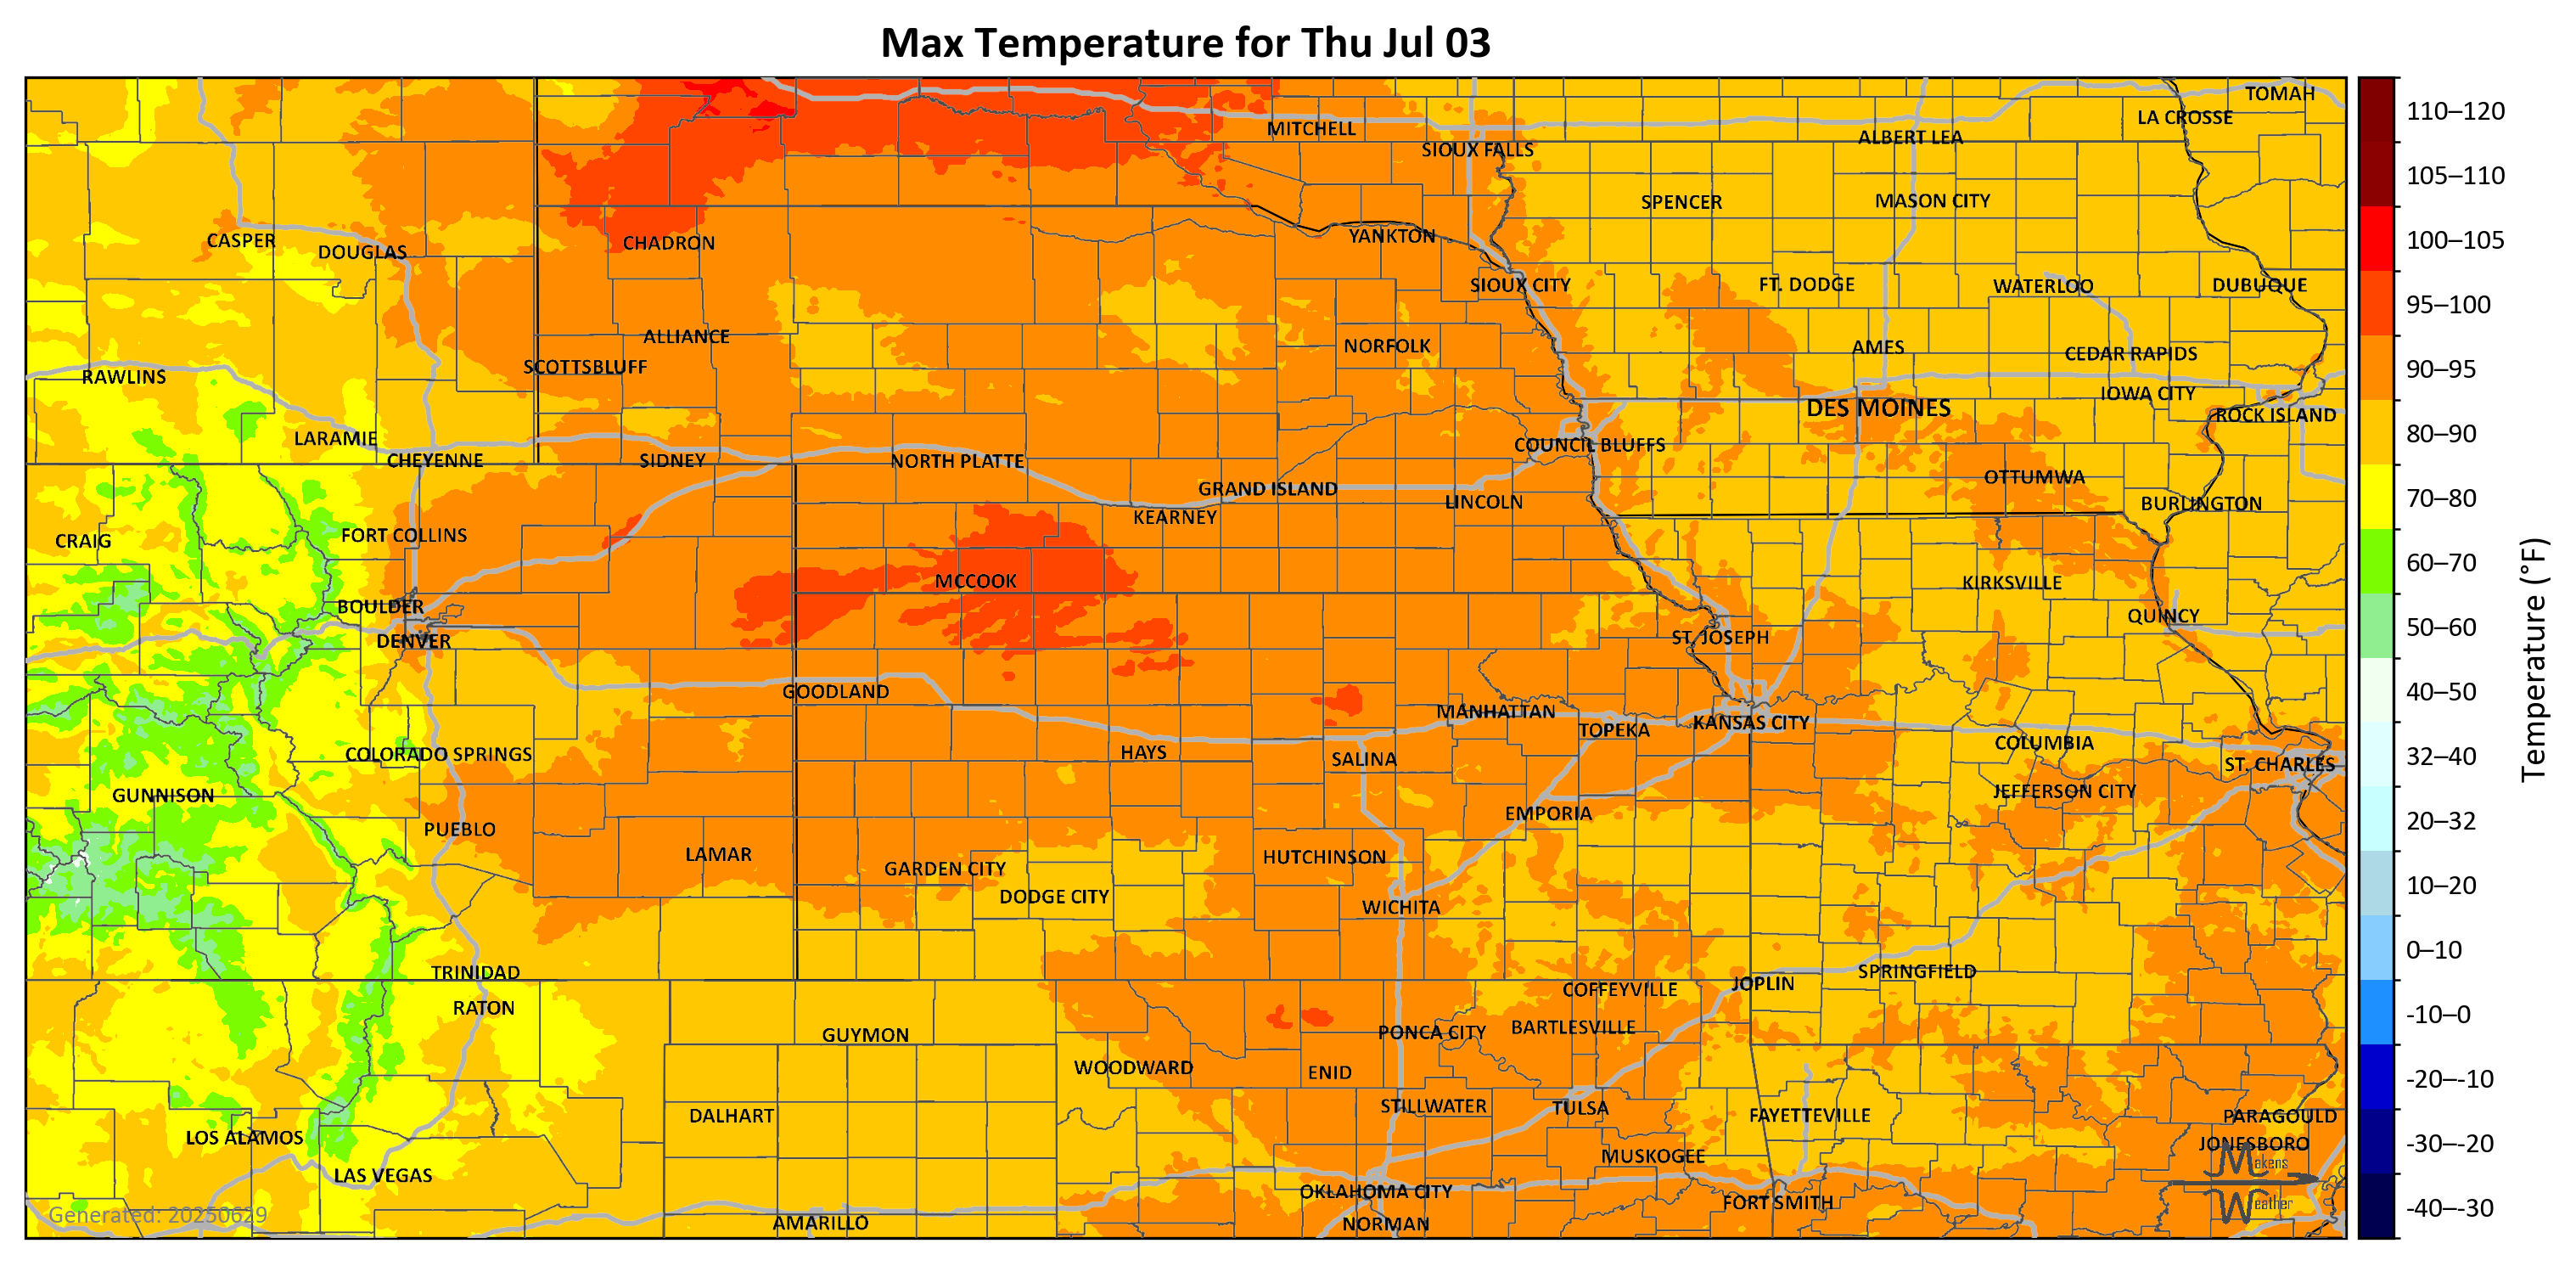 Max Temperature for Thu Jul 03
TOMAH
LA CROSSE
MITCHELL
ALBERT LEA
SIOUX FALLS
SPENCER
MASON CITY
CASPER
DOUGLAS
CHADRON
YANKTON
SIOUX CITY
FT. DODGE
WATERLOO
DUBUQUE
ALLIANCE
NORFOLK
AMES
CEDAR RAPIDS
SCOTTSBLUFF
RAWLINS
IOWA CITY
DES MOINES
ROCK ISLAND
LARAMIE
COUNCIL BLUFFS
CHEYENNE
SIDNEY
NORTH PLATTE
OTTUMWA
GRAND ISLAND
LINCOLN
BURLINGTON
KEARNEY
FORT COLLINS
CRAIG
MCCOOK
KIRKSVILLE
BOULDER
QUINCY
DENVER
ST. JOSEPH
GOODLAND
MANHATTAN
TOPEKA
KANSAS CITY
COLUMBIA
COLORADO SPRINGS
HAYS
SALINA
ST. CHARLES
GUNNISON
JEFFERSON CITY
EMPORIA
PUEBLO
LAMAR
HUTCHINSON
GARDEN CITY
DODGE CITY
WICHITA
TRINIDAD
SPRINGFIELD
JOPLIN
COFFEYVILLE
RATON
BARTLESVILLE
GUYMON
PONCA CITY
WOODWARD
ENID
STILLWATER
TULSA
DALHART
FAYETTEVILLE
PARAGOULD
LOS ALAMOS
JONESBORO
MUSKOGEE
LAS VEGAS
OKLAHOMA CITY
FORT SMITH
AMARILLO
NORMAN
Makens
Weather
Generated: 20250629
110–120
105–110
100–105
95–100
90–95
80–90
70–80
60–70
50–60
40–50
32–40
20–32
10–20
0–10
-10–0
-20–-10
-30–-20
-40–-30
Temperature (°F)